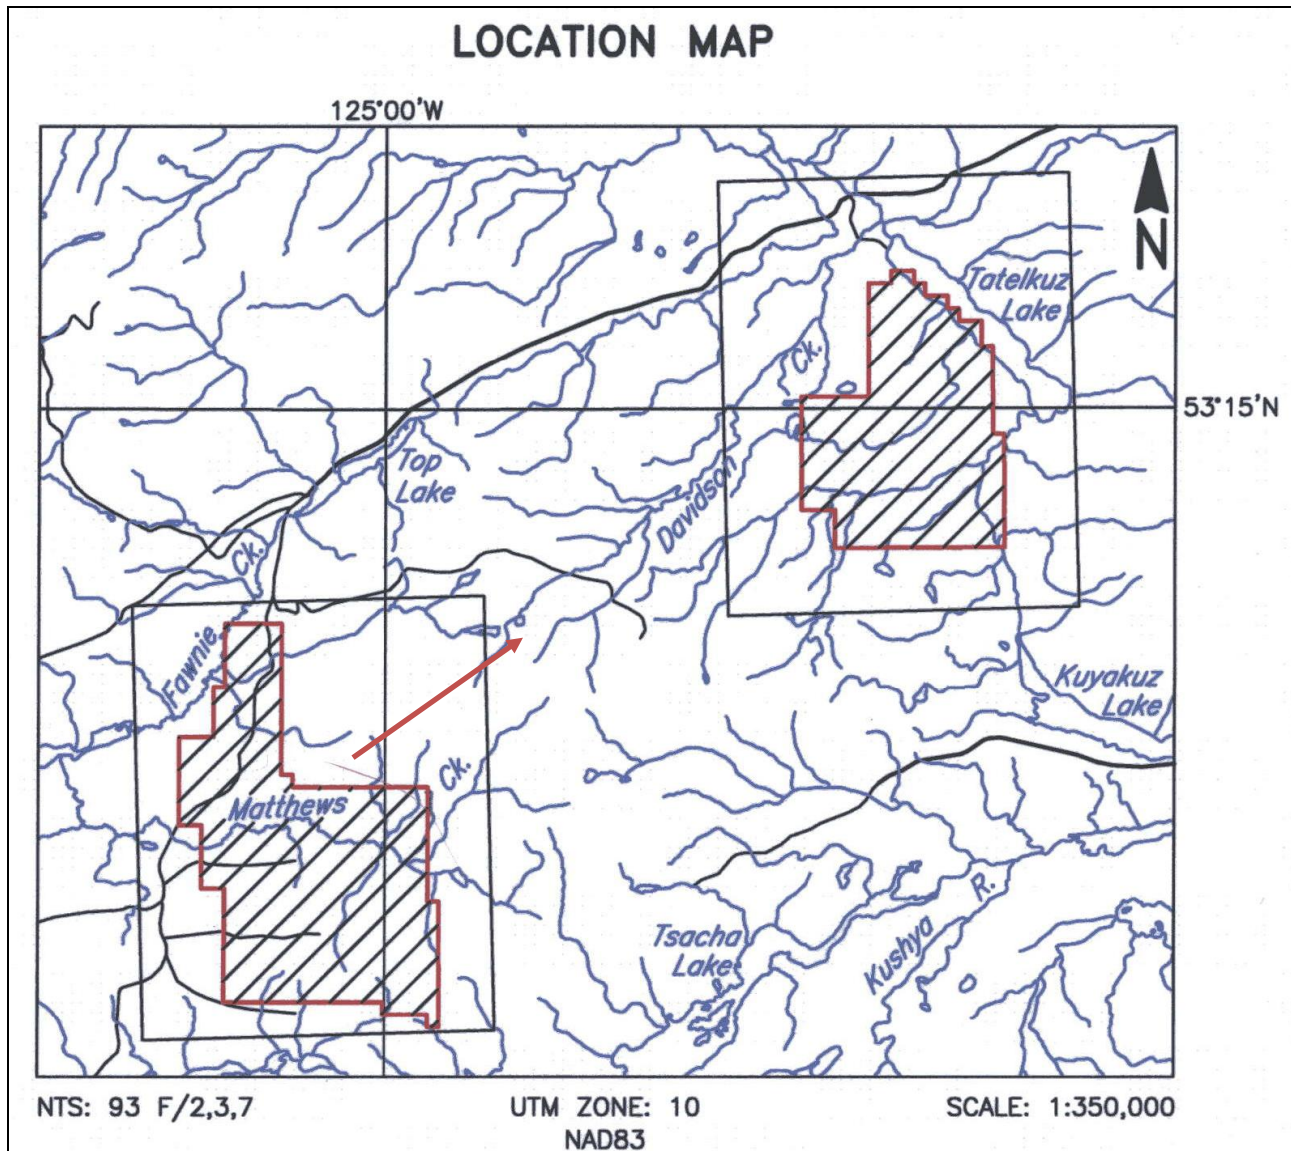 LOCATION MAP
125°00'W
N
Tatelkuz
Lake
Ck.
53°15'N
Top
Lake
Davidson
Ck.
Fawnie
Kuyakuz
Lake
Ck.
Matthews
R.
Tsacha
Lake
Kushya
NTS: 93 F/2,3,7
UTM ZONE: 10
SCALE: 1:350,000
NAD83